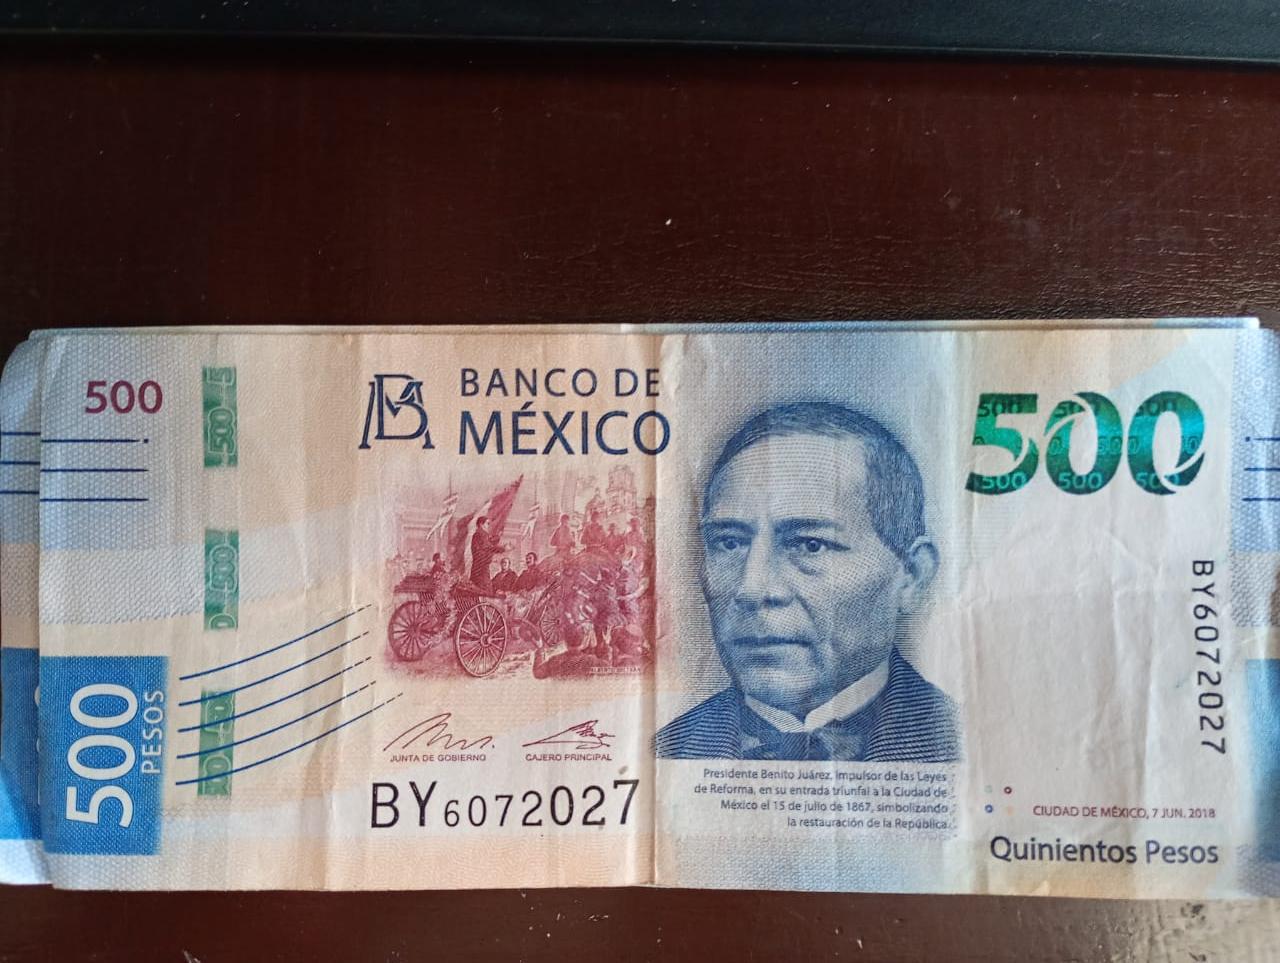 500
BANCO DE
MÉXICO
500
500 PESOS
JUNTA DE GOBIERNO
CAJERO PRINCIPAL
BY6072027
BY6072027
Presidente Benito Juárez, impulsor de las Leyes
de Reforma, en su entrada triunfal a la Ciudad de
México el 15 de julio de 1867, simbolizando
la restauración de la República.
CIUDAD DE MÉXICO, 7 JUN. 2018
Quinientos Pesos